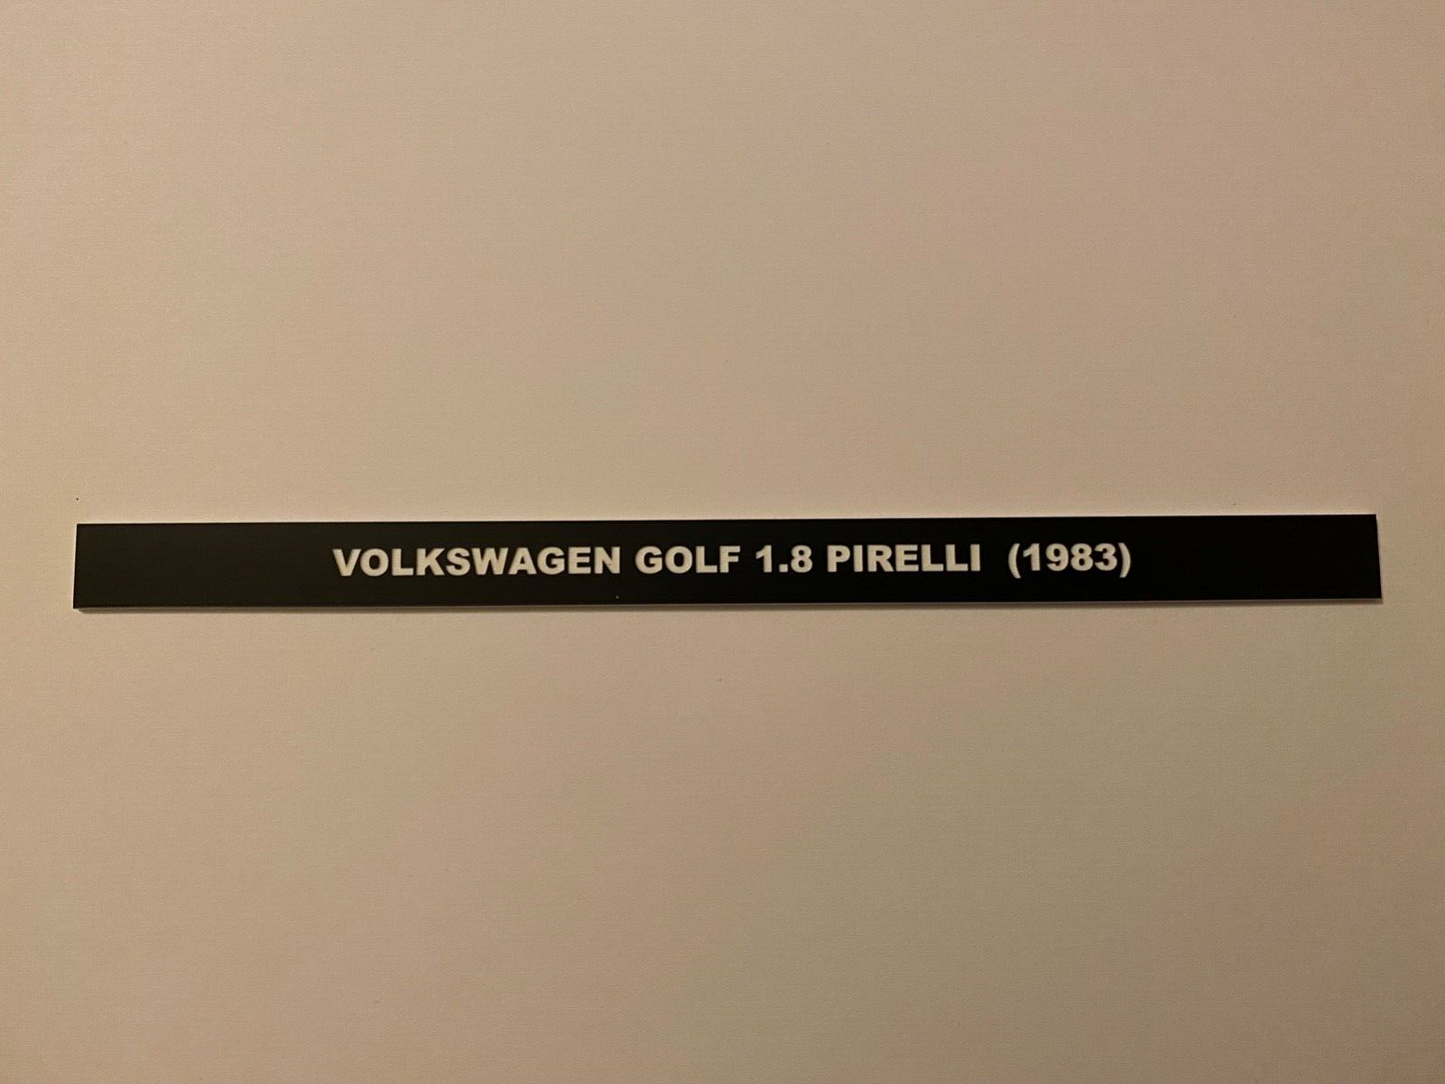 VOLKSWAGEN GOLF 1.8 PIRELLI (1983)